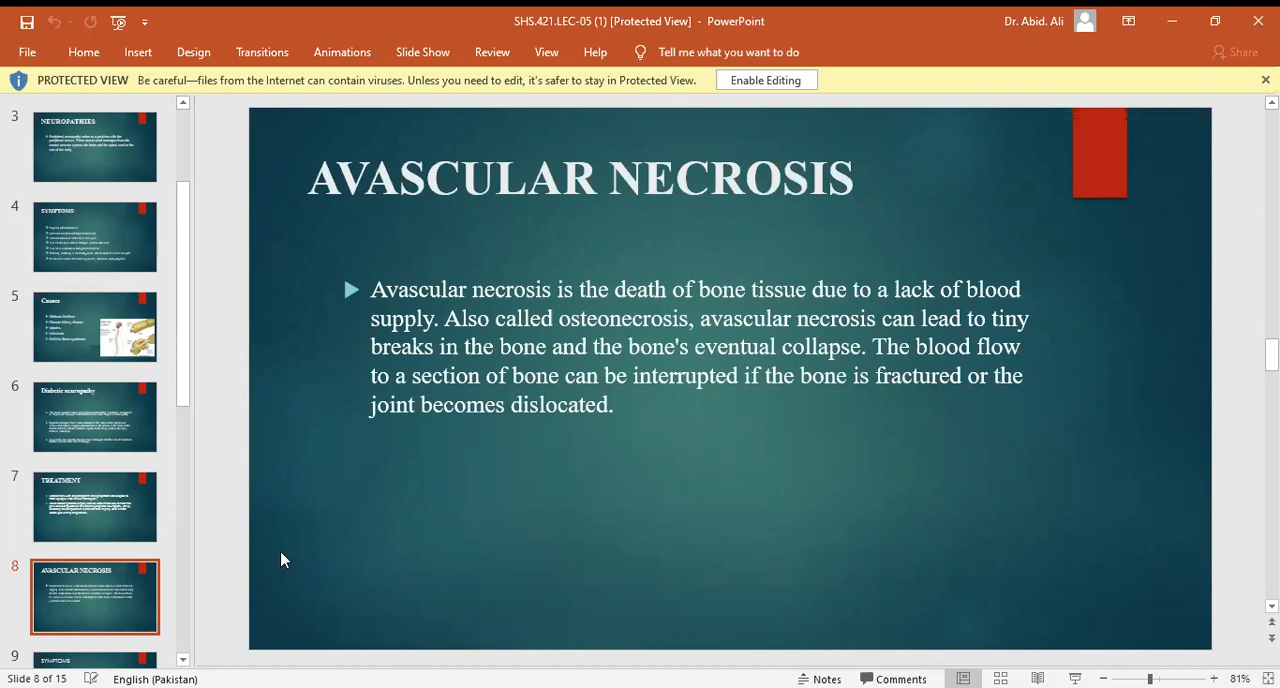 SHS.421.LEC-05 (1) [Protected View] - PowerPoint
Dr. Abid. Ali
File Home Insert Design Transitions Animations Slide Show Review View Help Tell me what you want to do Share
PROTECTED VIEW Be careful—files from the Internet can contain viruses. Unless you need to edit, it's safer to stay in Protected View. Enable Editing
3
NEUROPATHIES
4
SYMPTOMS
5
Causes
6
Diabetic neuropathy
7
TREATMENT
8
AVASCULAR NECROSIS
9
SYMPTOMS
AVASCULAR NECROSIS
Avascular necrosis is the death of bone tissue due to a lack of blood
supply. Also called osteonecrosis, avascular necrosis can lead to tiny
breaks in the bone and the bone's eventual collapse. The blood flow
to a section of bone can be interrupted if the bone is fractured or the
joint becomes dislocated.
Slide 8 of 15 English (Pakistan) Notes Comments 81%